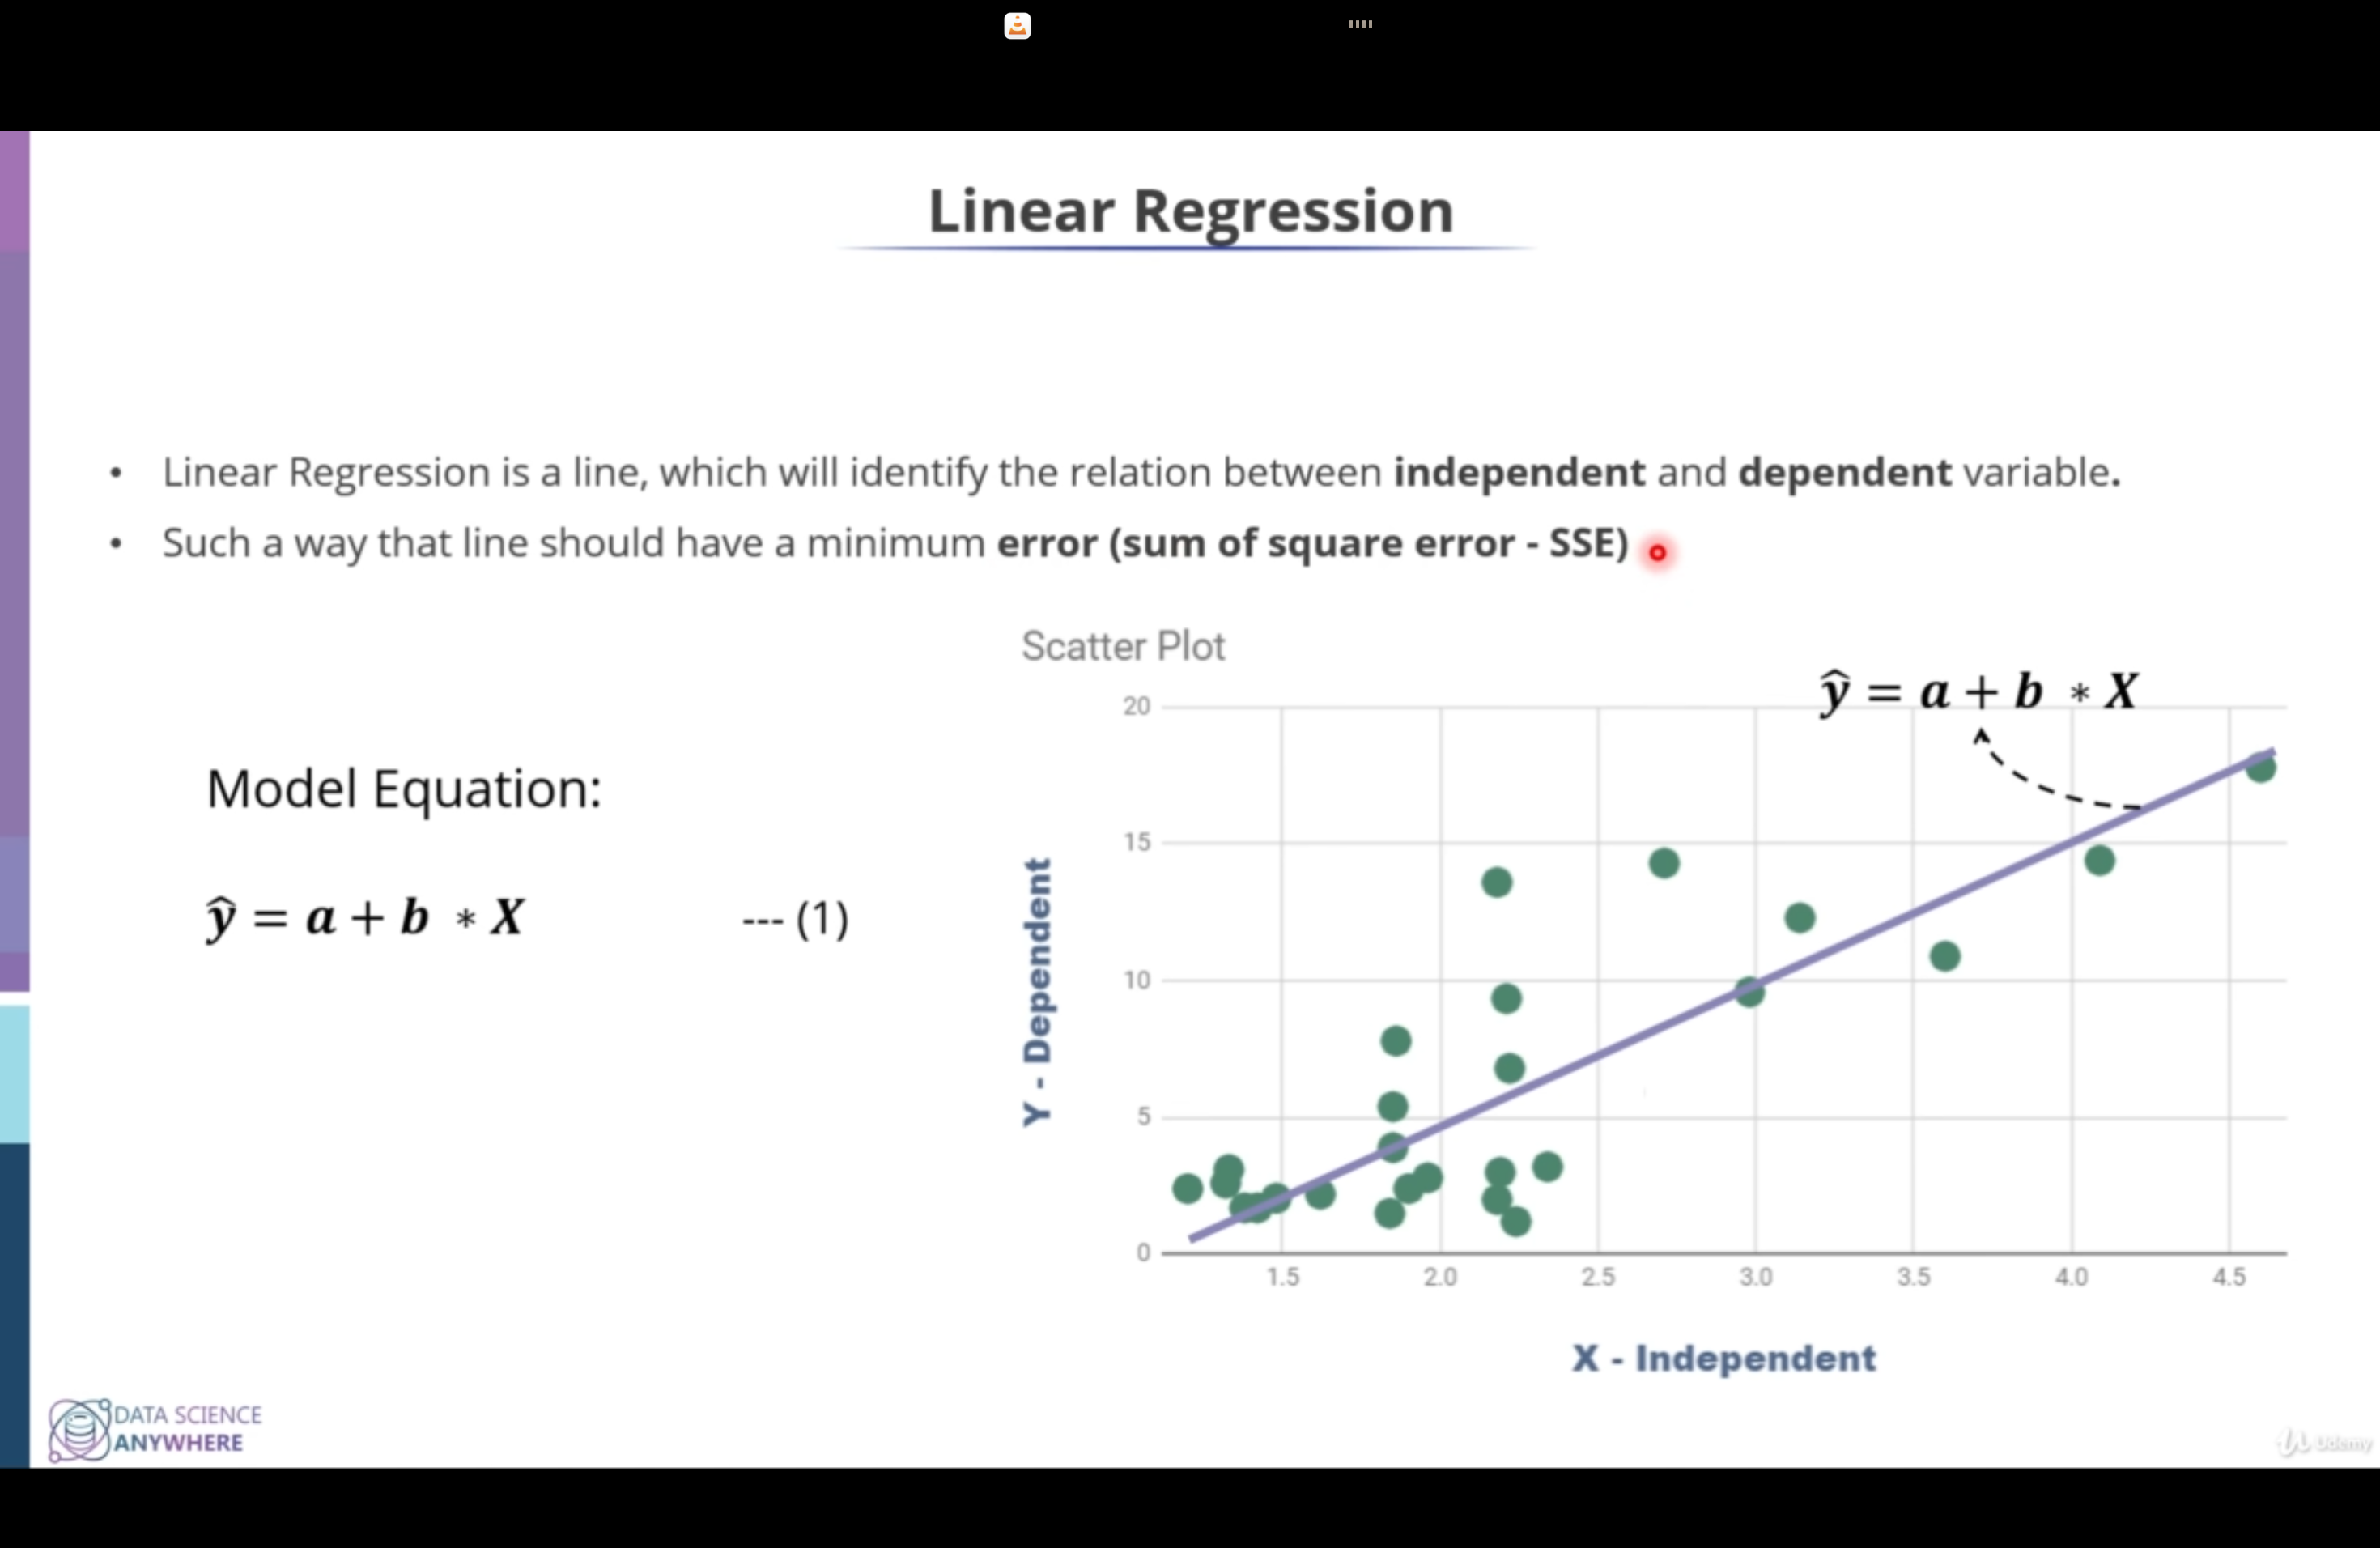 Linear Regression
• Linear Regression is a line, which will identify the relation between independent and dependent variable.
• Such a way that line should have a minimum error (sum of square error - SSE)
Scatter Plot
ŷ = a + b * X
Model Equation:
ŷ = a + b * X --- (1)
Y - Dependent
20
15
10
5
0
1.5 2.0 2.5 3.0 3.5 4.0 4.5
X - Independent
DATA SCIENCE
ANYWHERE
Udemy